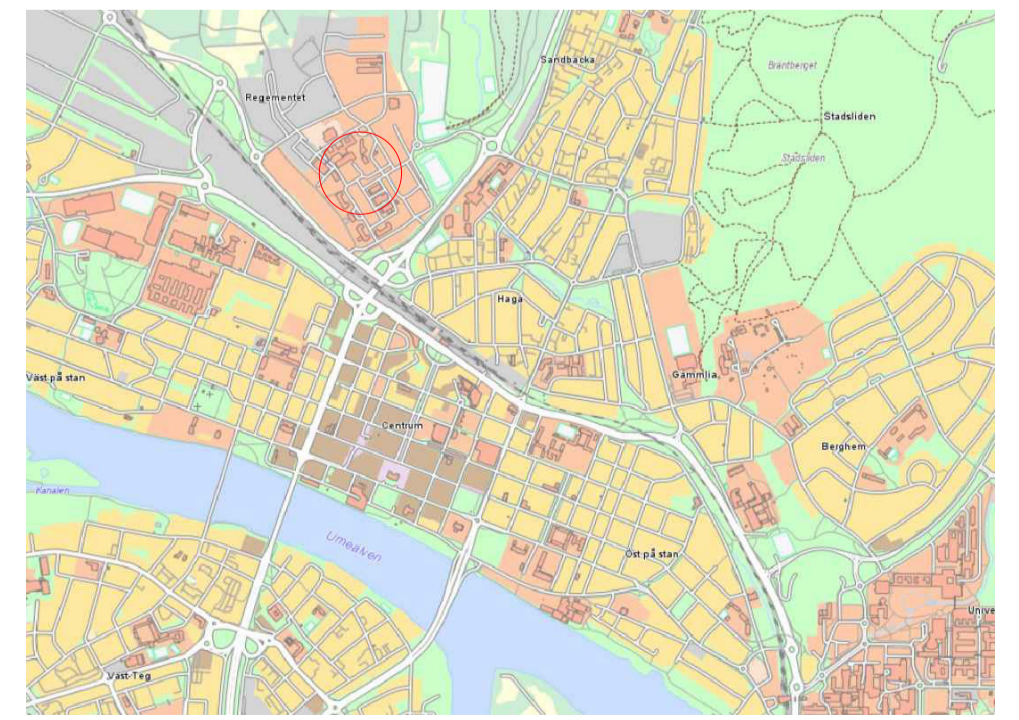 Sandbacka
Bräntberget
Regementet
Stadsliden
Stadsliden
Haga
Gammlia
Väst på stan
Centrum
Berghem
Kanalen
Umeälven
Öst på stan
Unive
Väst-Teg